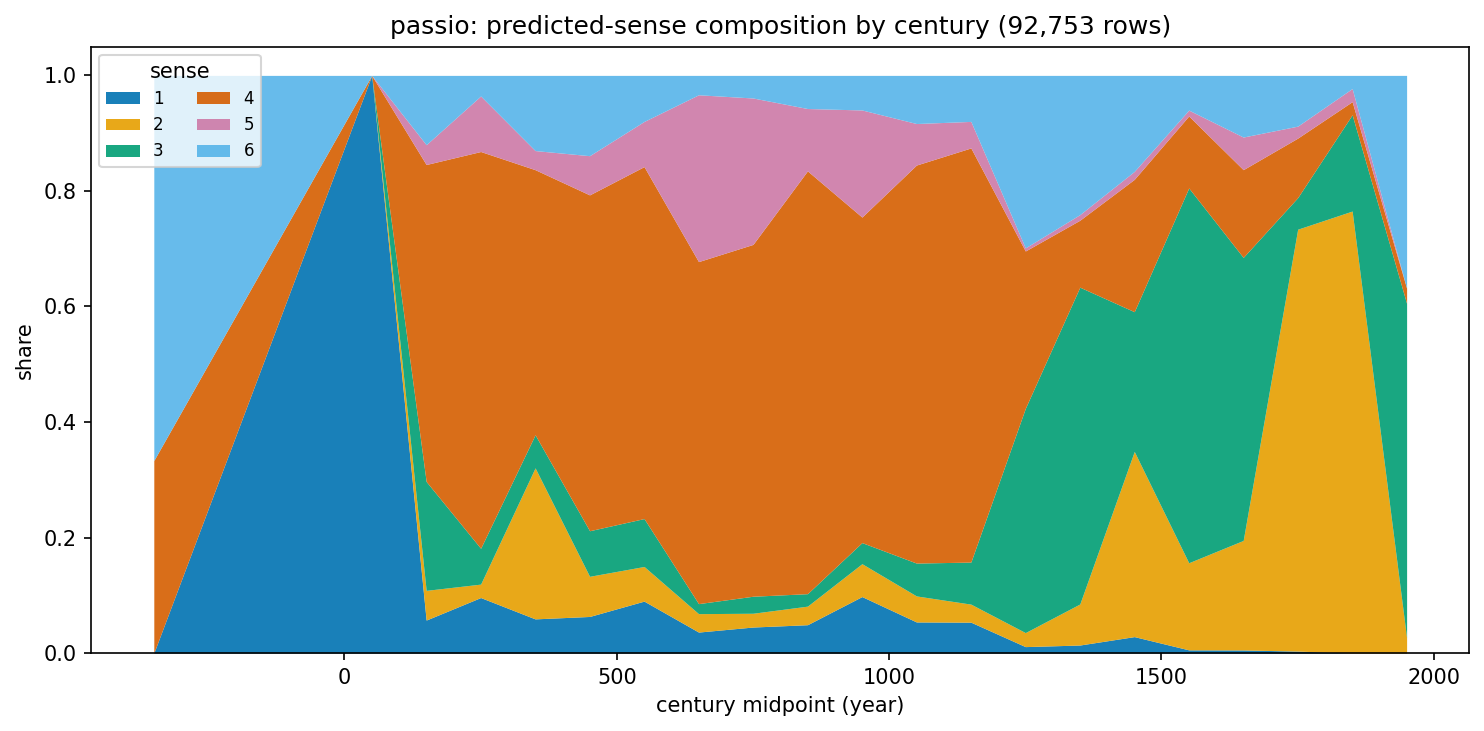 passio: predicted-sense composition by century (92,753 rows)
sense
1 4
2 5
3 6
1.0
0.8
0.6
0.4
0.2
0.0
share
0 500 1000 1500 2000
century midpoint (year)